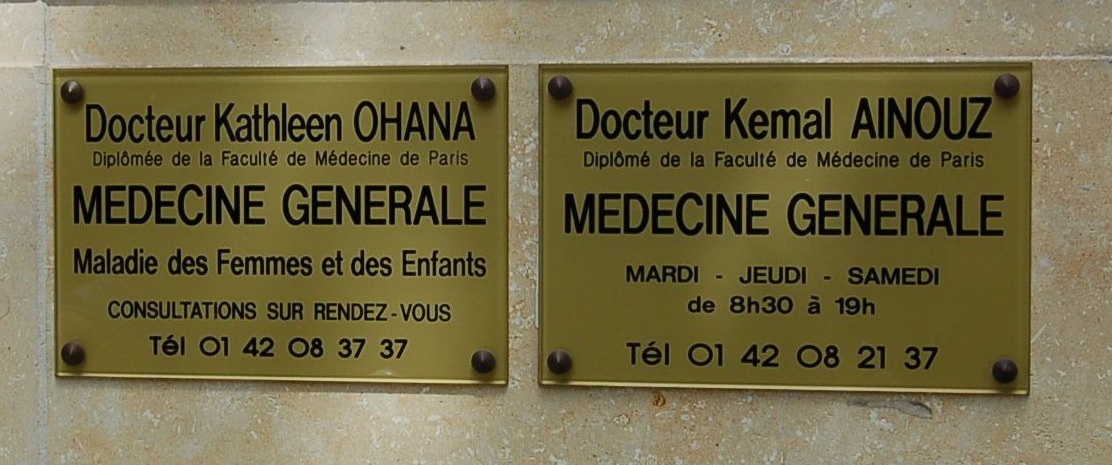 Docteur Kathleen OHANA
Diplômée de la Faculté de Médecine de Paris
MEDECINE GENERALE
Maladie des Femmes et des Enfants
CONSULTATIONS SUR RENDEZ-VOUS
Tél 01 42 08 37 37
Docteur Kemal AINOUZ
Diplômé de la Faculté de Médecine de Paris
MEDECINE GENERALE
MARDI - JEUDI - SAMEDI
de 8h30 à 19h
Tél 01 42 08 21 37